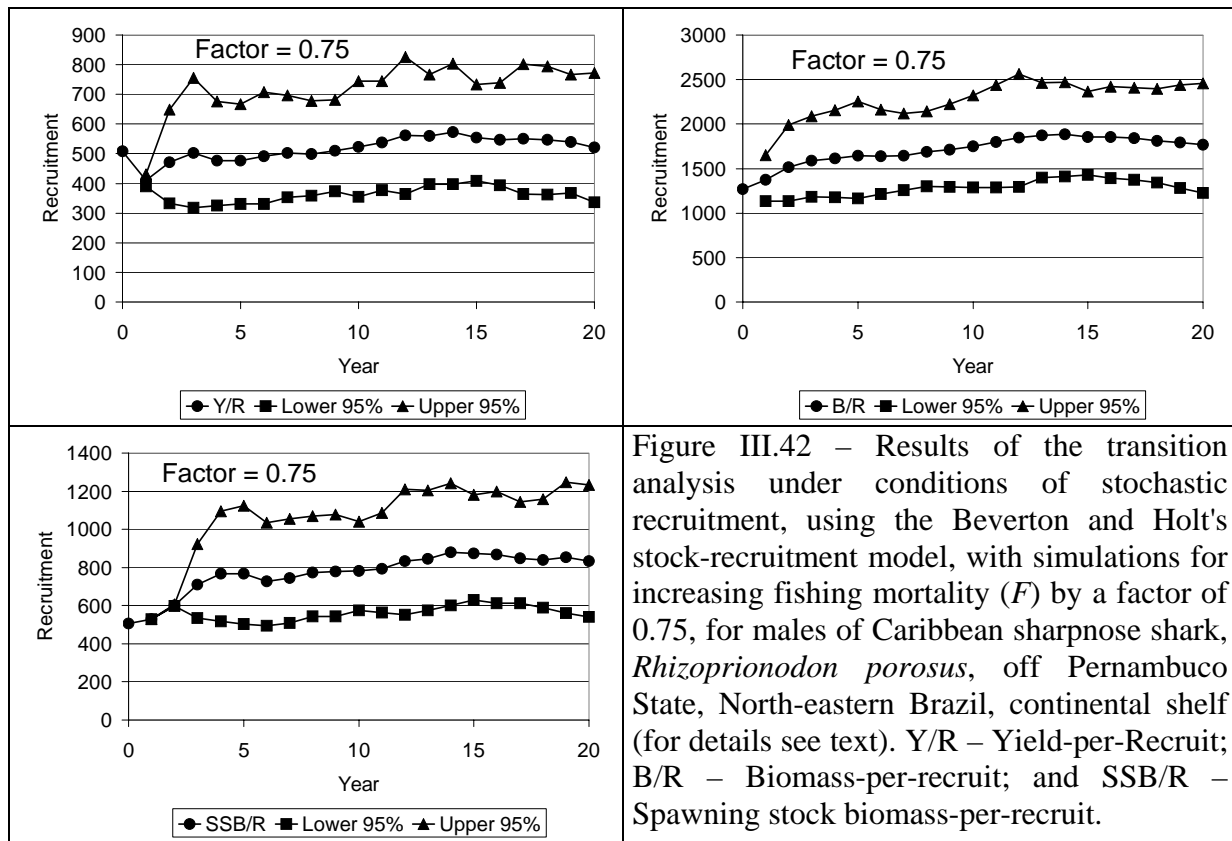 Factor = 0.75
900
800
700
600
500
400
300
200
100
0
Recruitment
0 5 10 15 20
Year
Y/R Lower 95% Upper 95%
Factor = 0.75
3000
2500
2000
1500
1000
500
0
Recruitment
0 5 10 15 20
Year
B/R Lower 95% Upper 95%
Factor = 0.75
1400
1200
1000
800
600
400
200
0
Recruitment
0 5 10 15 20
Year
SSB/R Lower 95% Upper 95%
Figure III.42 – Results of the transition
analysis under conditions of stochastic
recruitment, using the Beverton and Holt's
stock-recruitment model, with simulations for
increasing fishing mortality (F) by a factor of
0.75, for males of Caribbean sharpnose shark,
Rhizoprionodon porosus, off Pernambuco
State, North-eastern Brazil, continental shelf
(for details see text). Y/R – Yield-per-Recruit;
B/R – Biomass-per-recruit; and SSB/R –
Spawning stock biomass-per-recruit.